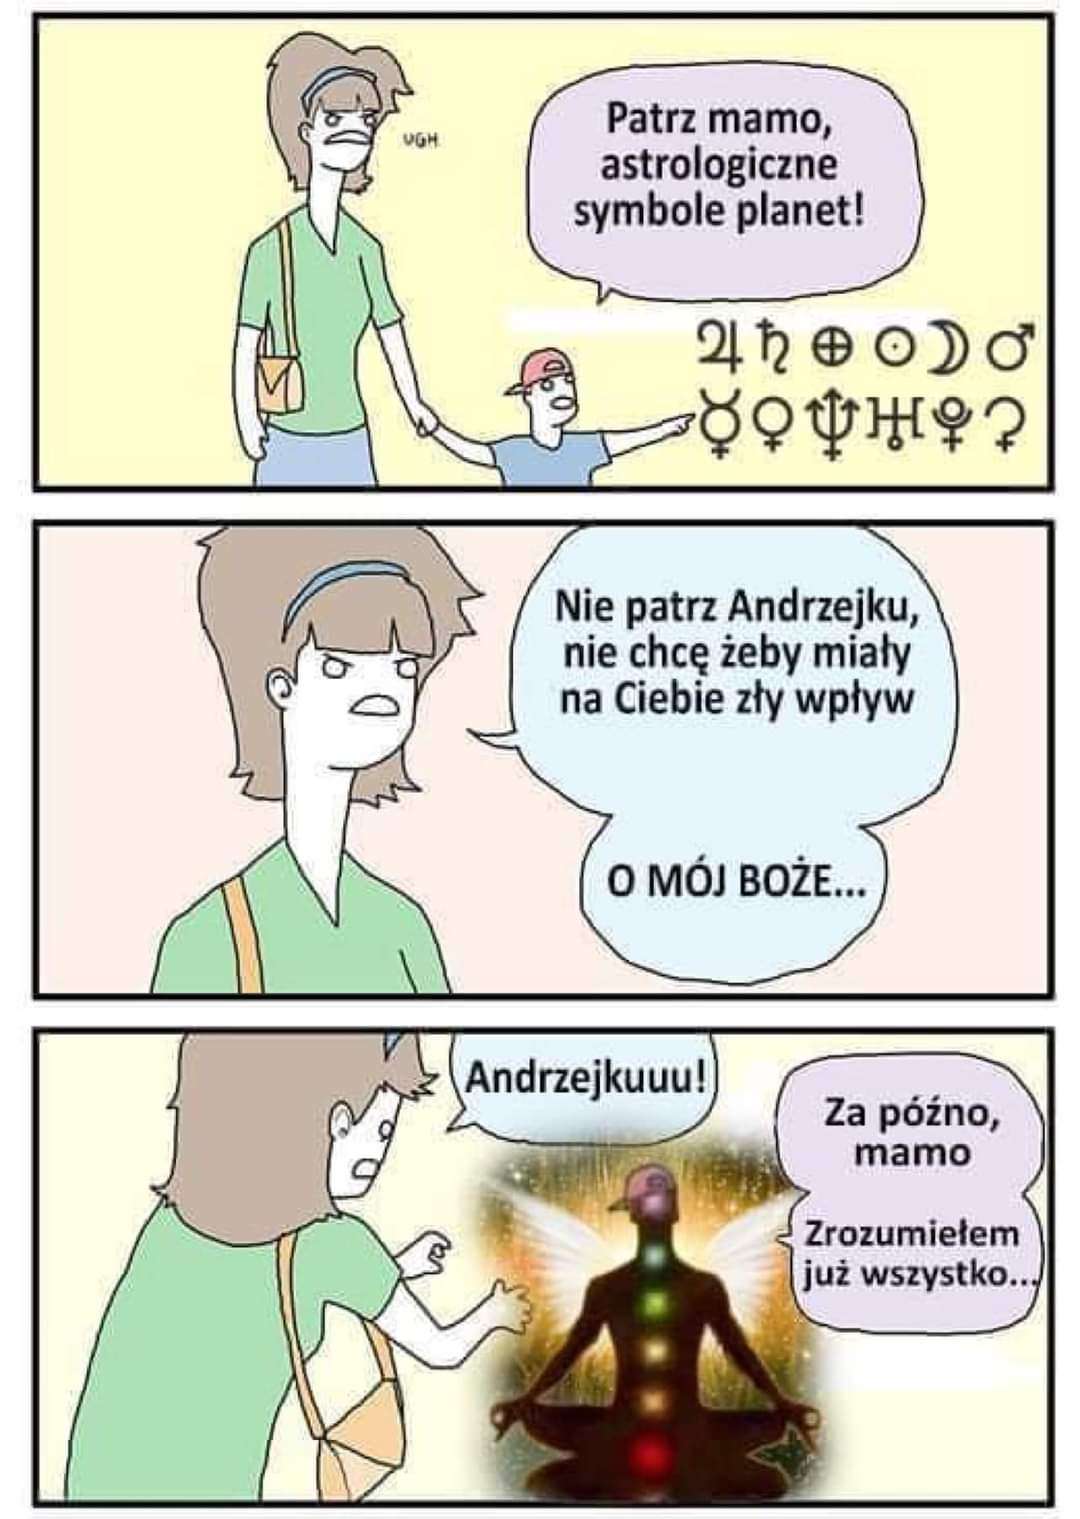 UGH
Patrz mamo,
astrologiczne
symbole planet!
♃ ♄ ⊕ ☉ ☽ ♂
☿ ♀ ♆ ♅ ♇ ⚳
Nie patrz Andrzejku,
nie chcę żeby miały
na Ciebie zły wpływ
O MÓJ BOŻE...
Andrzejkuuu!
Za późno,
mamo
Zrozumiełem
już wszystko...